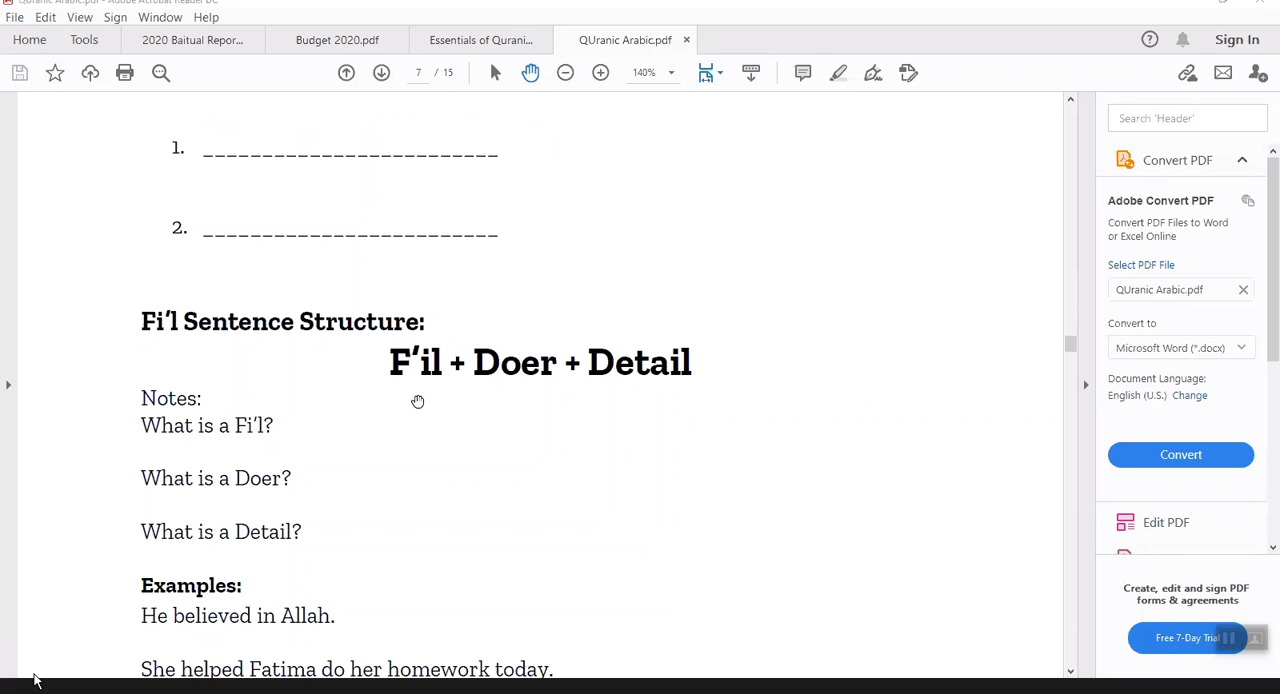 QUranic Arabic.pdf - Adobe Acrobat Reader DC
File Edit View Sign Window Help
Home Tools 2020 Baitual Repor... Budget 2020.pdf Essentials of Qurani... QUranic Arabic.pdf × Sign In
7 / 15 140%
1. _________________________
2. _________________________
Fi’l Sentence Structure:
F’il + Doer + Detail
Notes:
What is a Fi’l?
What is a Doer?
What is a Detail?
Examples:
He believed in Allah.
She helped Fatima do her homework today.
Search 'Header'
Convert PDF
Adobe Convert PDF
Convert PDF Files to Word
or Excel Online
Select PDF File
QUranic Arabic.pdf
Convert to
Microsoft Word (*.docx)
Document Language:
English (U.S.) Change
Convert
Edit PDF
Create, edit and sign PDF
forms & agreements
Free 7-Day Trial